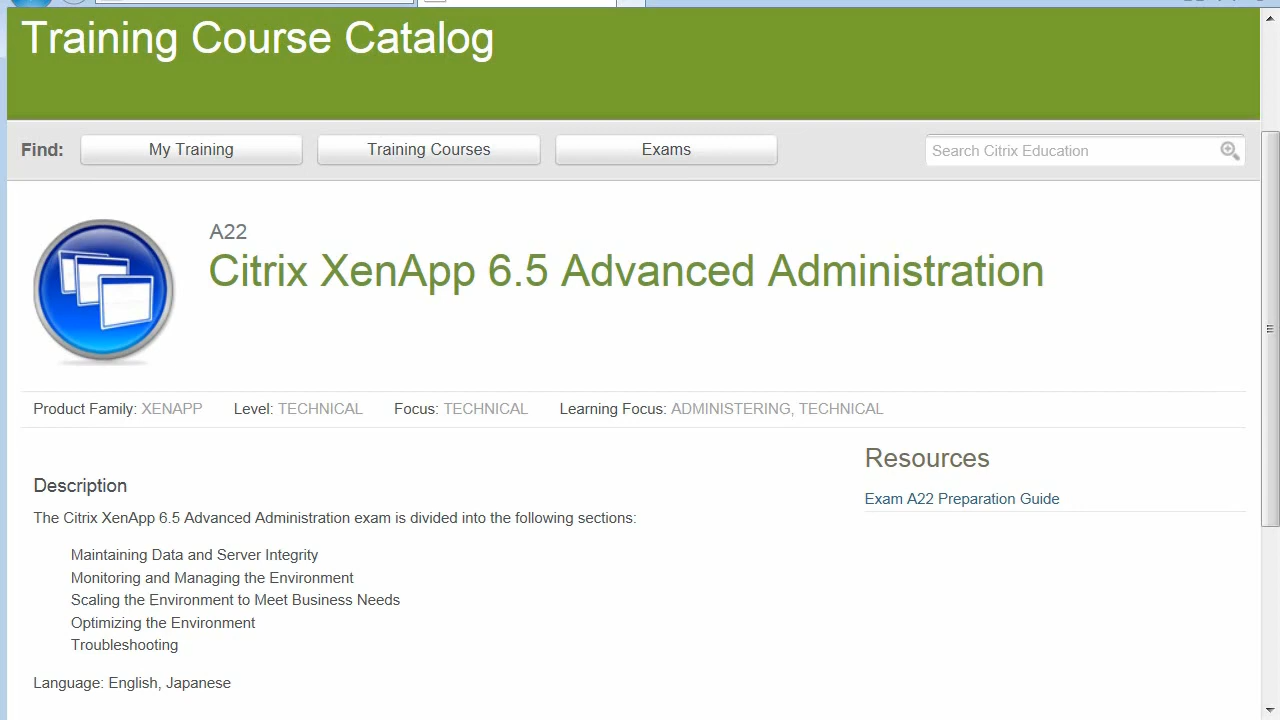 Training Course Catalog
Find: My Training Training Courses Exams Search Citrix Education
A22
Citrix XenApp 6.5 Advanced Administration
Product Family: XENAPP Level: TECHNICAL Focus: TECHNICAL Learning Focus: ADMINISTERING, TECHNICAL
Resources
Exam A22 Preparation Guide
Description
The Citrix XenApp 6.5 Advanced Administration exam is divided into the following sections:
Maintaining Data and Server Integrity
Monitoring and Managing the Environment
Scaling the Environment to Meet Business Needs
Optimizing the Environment
Troubleshooting
Language: English, Japanese